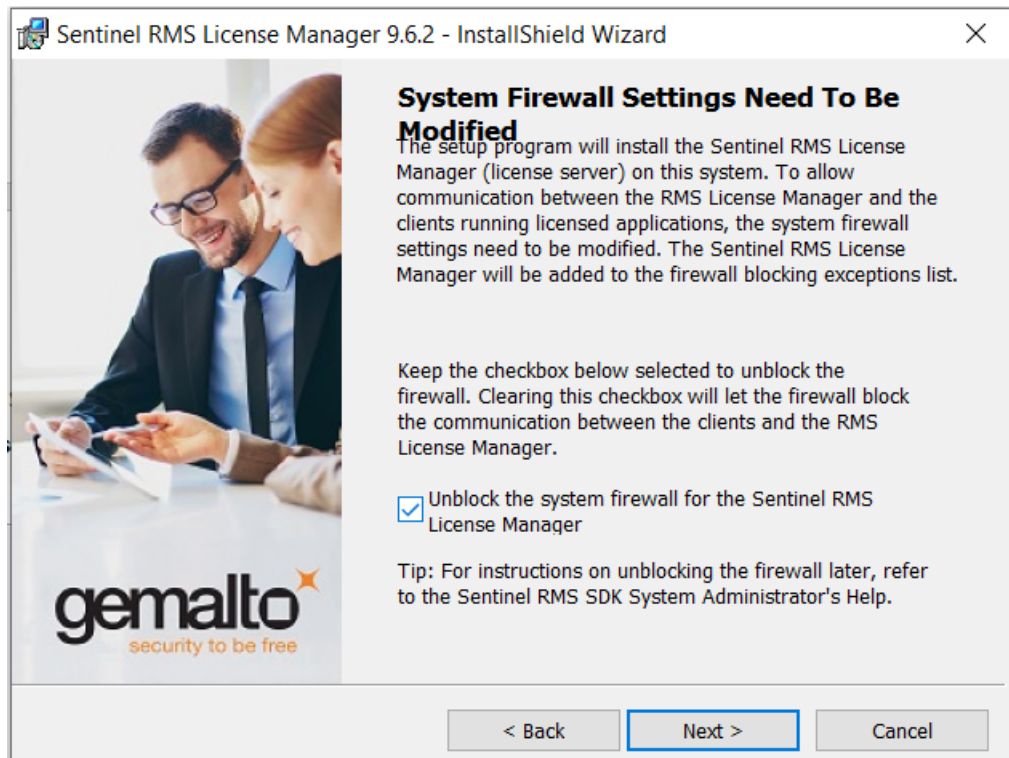 Sentinel RMS License Manager 9.6.2 - InstallShield Wizard
System Firewall Settings Need To Be
Modified
The setup program will install the Sentinel RMS License
Manager (license server) on this system. To allow
communication between the RMS License Manager and the
clients running licensed applications, the system firewall
settings need to be modified. The Sentinel RMS License
Manager will be added to the firewall blocking exceptions list.
Keep the checkbox below selected to unblock the
firewall. Clearing this checkbox will let the firewall block
the communication between the clients and the RMS
License Manager.
Unblock the system firewall for the Sentinel RMS
License Manager
Tip: For instructions on unblocking the firewall later, refer
to the Sentinel RMS SDK System Administrator's Help.
gemalto
security to be free
< Back
Next >
Cancel